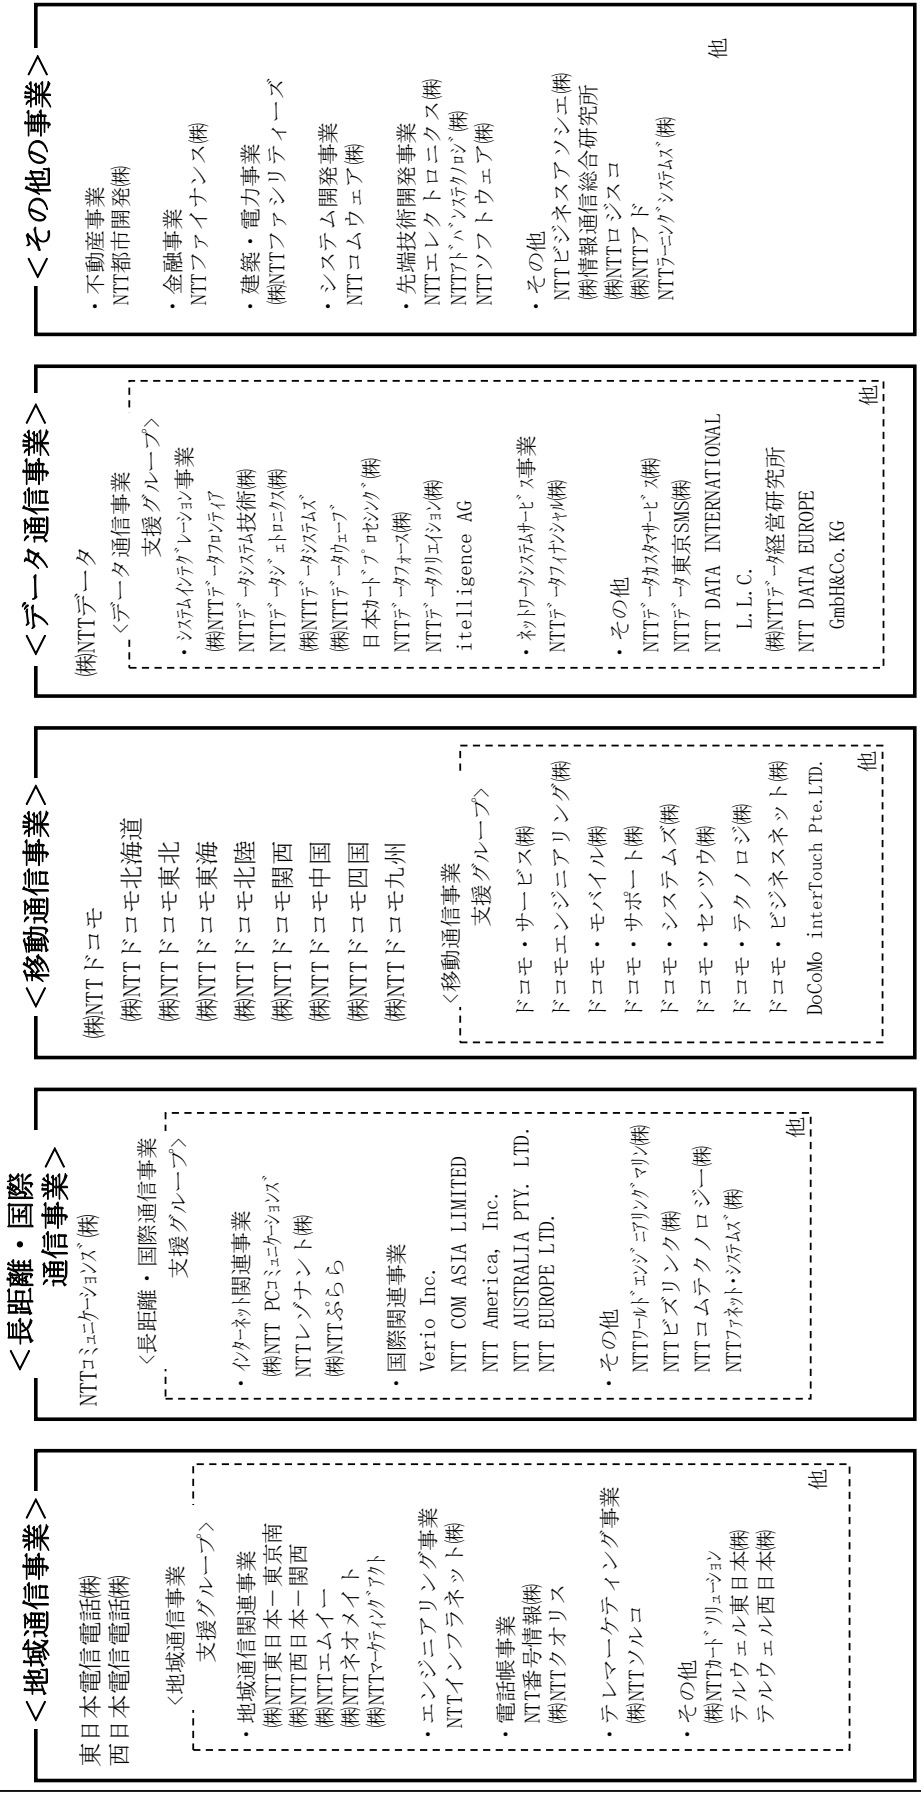 <地域通信事業>
東日本電信電話㈱
西日本電信電話㈱
<地域通信事業
支援グループ>
・地域通信関連事業
㈱NTT東日本－東京南
㈱NTT西日本－関西
㈱NTTエムイー
㈱NTTネオメイト
㈱NTTﾏｰｹﾃｨﾝｸﾞｱｸﾄ
・エンジニアリング事業
NTTインフラネット㈱
・電話帳事業
NTT番号情報㈱
㈱NTTクオリス
・テレマーケティング事業
㈱NTTソルコ
・その他
㈱NTTｶｰﾄﾞｿﾘｭｰｼｮﾝ
テルウェル東日本㈱
テルウェル西日本㈱
他
<長距離・国際
通信事業>
NTTｺﾐｭﾆｹｰｼｮﾝｽﾞ㈱
<長距離・国際通信事業
支援グループ>
・ｲﾝﾀｰﾈｯﾄ関連事業
㈱NTT PCｺﾐｭﾆｹｰｼｮﾝｽﾞ
NTTレゾナント㈱
㈱NTTぷらら
・国際関連事業
Verio Inc.
NTT COM ASIA LIMITED
NTT America, Inc.
NTT AUSTRALIA PTY. LTD.
NTT EUROPE LTD.
・その他
NTTﾜｰﾙﾄﾞｴﾝｼﾞﾆｱﾘﾝｸﾞﾏﾘﾝ㈱
NTTビズリンク㈱
NTTコムテクノロジー㈱
NTTﾌｧﾈｯﾄ・ｼｽﾃﾑｽﾞ㈱
他
<移動通信事業>
㈱NTTドコモ
㈱NTTドコモ北海道
㈱NTTドコモ東北
㈱NTTドコモ東海
㈱NTTドコモ北陸
㈱NTTドコモ関西
㈱NTTドコモ中国
㈱NTTドコモ四国
㈱NTTドコモ九州
<移動通信事業
支援グループ>
ドコモ・サービス㈱
ドコモエンジニアリング㈱
ドコモ・モバイル㈱
ドコモ・サポート㈱
ドコモ・システムズ㈱
ドコモ・センツウ㈱
ドコモ・テクノロジ㈱
ドコモ・ビジネスネット㈱
DoCoMo interTouch Pte.LTD.
他
<データ通信事業>
㈱NTTデータ
<データ通信事業
支援グループ>
・ｼｽﾃﾑｲﾝﾃｸﾞﾚｰｼｮﾝ事業
㈱NTTﾃﾞｰﾀﾌﾛﾝﾃｨｱ
NTTﾃﾞｰﾀｼｽﾃﾑ技術㈱
NTTﾃﾞｰﾀｼﾞｪﾄﾛﾆｸｽ㈱
㈱NTTﾃﾞｰﾀｼｽﾃﾑｽﾞ
㈱NTTﾃﾞｰﾀｳｪｰﾌﾞ
日本ｶｰﾄﾞﾌﾟﾛｾｼﾝｸﾞ㈱
NTTﾃﾞｰﾀﾌｫｰｽ㈱
NTTﾃﾞｰﾀｸﾘｴｲｼｮﾝ㈱
itelligence AG
・ﾈｯﾄﾜｰｸｼｽﾃﾑｻｰﾋﾞｽ事業
NTTﾃﾞｰﾀﾌｨﾅﾝｼｬﾙ㈱
・その他
NTTﾃﾞｰﾀｶｽﾀﾏｻｰﾋﾞｽ㈱
NTTﾃﾞｰﾀ東京SMS㈱
NTT DATA INTERNATIONAL
L.L.C.
㈱NTTﾃﾞｰﾀ経営研究所
NTT DATA EUROPE
GmbH&Co.KG
他
<その他の事業>
・不動産事業
NTT都市開発㈱
・金融事業
NTTファイナンス㈱
・建築・電力事業
㈱NTTファシリティーズ
・システム開発事業
NTTコムウェア㈱
・先端技術開発事業
NTTエレクトロニクス㈱
NTTｱﾄﾞﾊﾞﾝｽﾃｸﾉﾛｼﾞ㈱
NTTソフトウェア㈱
・その他
NTTビジネスアソシエ㈱
㈱情報通信総合研究所
㈱NTTロジスコ
㈱NTTアド
NTTﾗｰﾆﾝｸﾞｼｽﾃﾑｽﾞ㈱
他